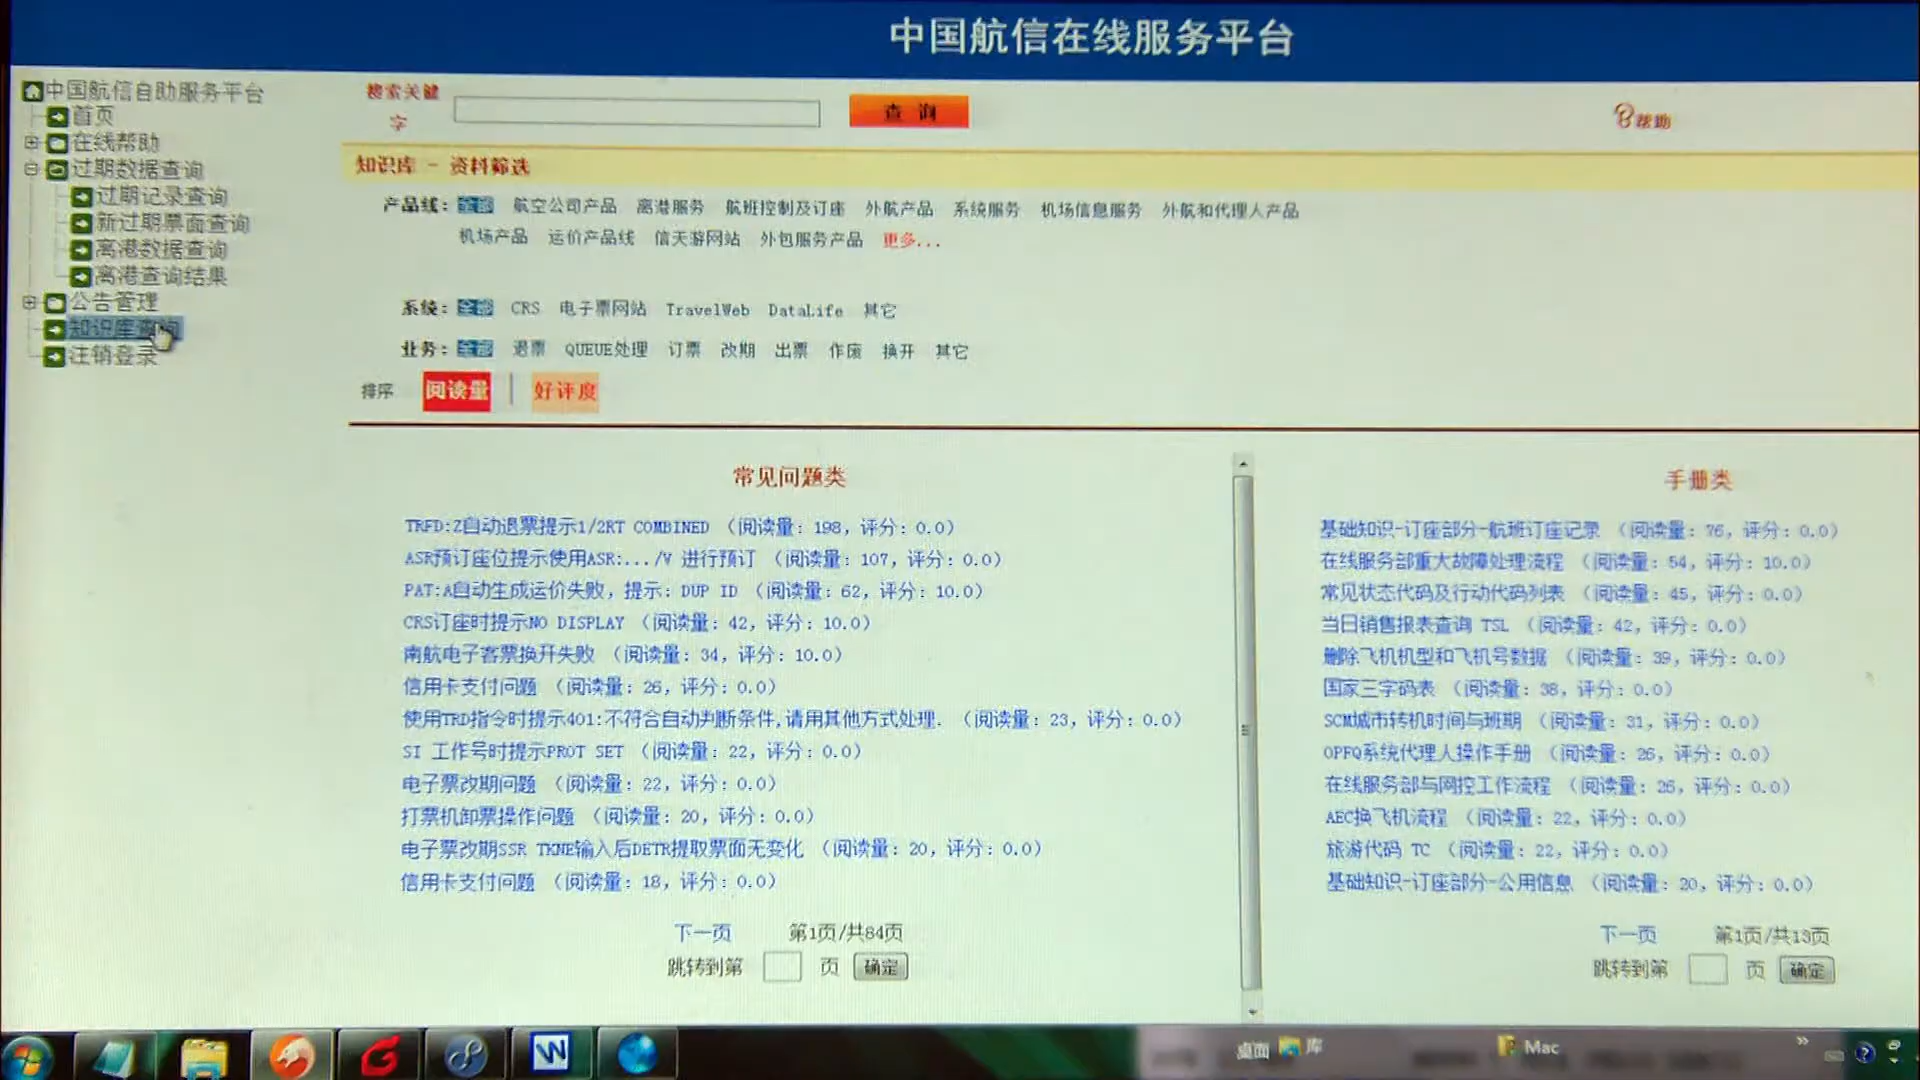 中国航信在线服务平台
中国航信自助服务平台
首页
在线帮助
过期数据查询
过期记录查询
新过期票面查询
离港数据查询
离港查询结果
公告管理
知识库查询
注销登录
搜索关键
字
查 询
帮助
知识库 - 资料筛选
产品线: 全部 航空公司产品 离港服务 航班控制及订座 外航产品 系统服务 机场信息服务 外航和代理人产品
机场产品 运价产品线 信天游网站 外包服务产品 更多...
系统: 全部 CRS 电子票网站 TravelWeb DataLife 其它
业务: 全部 退票 QUEUE处理 订票 改期 出票 作废 换开 其它
排序 阅读量 | 好评度
常见问题类
TRFD:Z自动退票提示1/2RT COMBINED （阅读量: 198, 评分: 0.0）
ASR预订座位提示使用ASR:.../V 进行预订 （阅读量: 107, 评分: 0.0）
PAT:A自动生成运价失败, 提示: DUP ID （阅读量: 62, 评分: 10.0）
CRS订座时提示NO DISPLAY （阅读量: 42, 评分: 10.0）
南航电子客票换开失败 （阅读量: 34, 评分: 10.0）
信用卡支付问题 （阅读量: 26, 评分: 0.0）
使用TRD指令时提示401:不符合自动判断条件,请用其他方式处理. （阅读量: 23, 评分: 0.0）
SI 工作号时提示PROT SET （阅读量: 22, 评分: 0.0）
电子票改期问题 （阅读量: 22, 评分: 0.0）
打票机卸票操作问题 （阅读量: 20, 评分: 0.0）
电子票改期SSR TKNE输入后DETR提取票面无变化 （阅读量: 20, 评分: 0.0）
信用卡支付问题 （阅读量: 18, 评分: 0.0）
下一页 第1页/共84页
跳转到第 页 确定
手册类
基础知识-订座部分-航班订座记录 （阅读量: 76, 评分: 0.0）
在线服务部重大故障处理流程 （阅读量: 54, 评分: 10.0）
常见状态代码及行动代码列表 （阅读量: 45, 评分: 0.0）
当日销售报表查询 TSL （阅读量: 42, 评分: 0.0）
删除飞机机型和飞机号数据 （阅读量: 39, 评分: 0.0）
国家三字码表 （阅读量: 38, 评分: 0.0）
SCM城市转机时间与班期 （阅读量: 31, 评分: 0.0）
OPFQ系统代理人操作手册 （阅读量: 26, 评分: 0.0）
在线服务部与网控工作流程 （阅读量: 26, 评分: 0.0）
AEC换飞机流程 （阅读量: 22, 评分: 0.0）
旅游代码 TC （阅读量: 22, 评分: 0.0）
基础知识-订座部分-公用信息 （阅读量: 20, 评分: 0.0）
下一页 第1页/共13页
跳转到第 页 确定
桌面 库 Mac